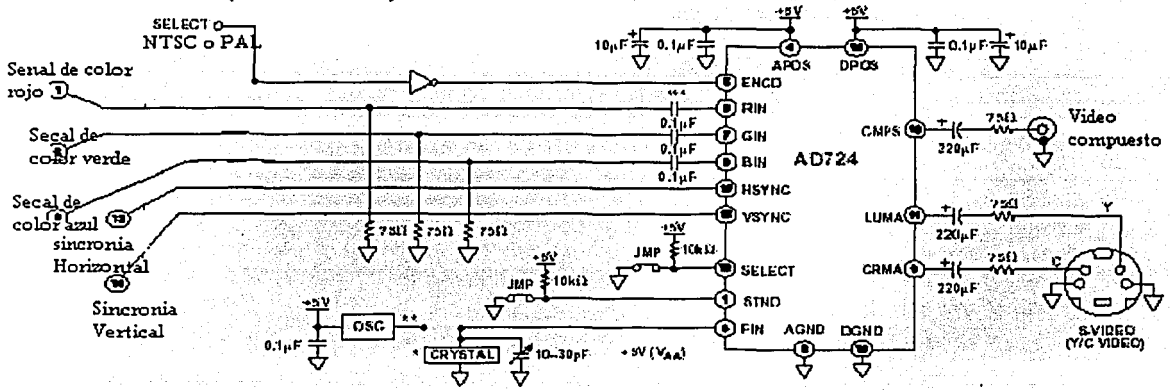 SELECT
NTSC o PAL
Senal de color
rojo
1
Secal de
color verde
Secal de
color azul
13
sincronia
Horizontal
Sincronia
Vertical
+5V
+5V
10µF
0.1µF
0.1µF
10µF
APOS
DPOS
ENCD
RIN
GIN
BIN
HSYNC
VSYNC
SELECT
STND
FIN
AD724
AGND
DGND
CMPS
LUMA
CRMA
***
0.1µF
0.1µF
0.1µF
75Ω
75Ω
75Ω
+5V
10kΩ
JMP
+5V
10kΩ
JMP
+5V
OSC
**
0.1µF
*
CRYSTAL
10–30pF
+5V (VAA)
220µF
75Ω
Video
compuesto
220µF
75Ω
Y
220µF
75Ω
C
S-VIDEO
(Y/C VIDEO)